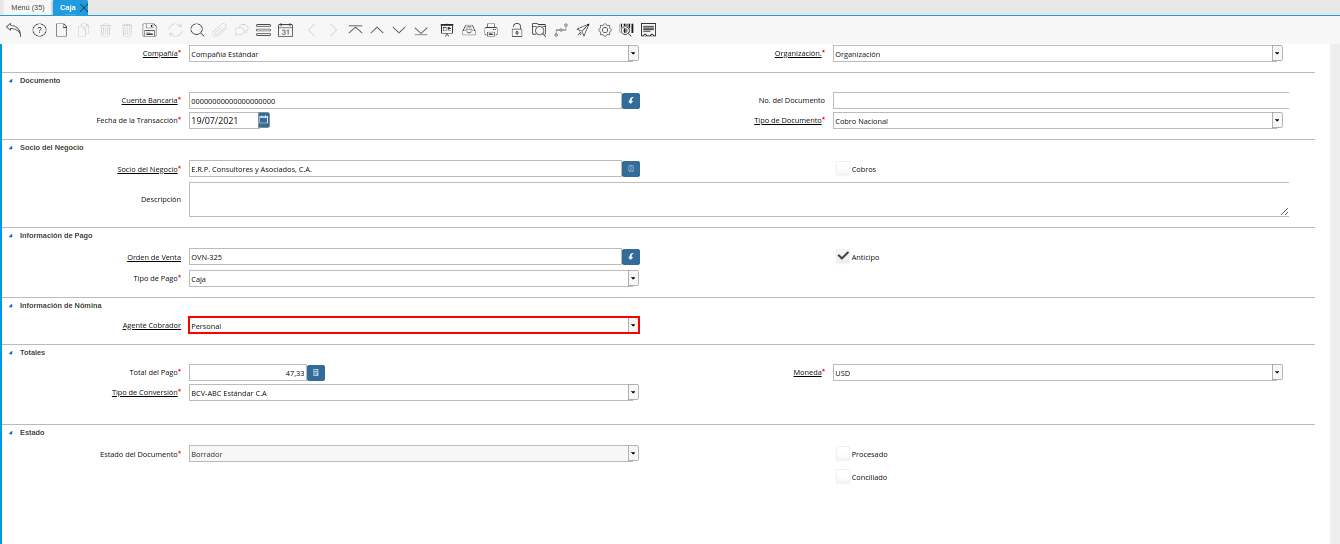 Menú (35) Caja
31
Compañía* Compañia Estándar Organización.* Organización
Documento
Cuenta Bancaria* 00000000000000000000 No. del Documento
Fecha de la Transacción* 19/07/2021 Tipo de Documento* Cobro Nacional
Socio del Negocio
Socio del Negocio* E.R.P. Consultores y Asociados, C.A. Cobros
Descripción
Información de Pago
Orden de Venta OVN-325 Anticipo
Tipo de Pago* Caja
Información de Nómina
Agente Cobrador Personal
Totales
Total del Pago* 47,33 Moneda* USD
Tipo de Conversión* BCV-ABC Estándar C.A
Estado
Estado del Documento* Borrador Procesado
Conciliado